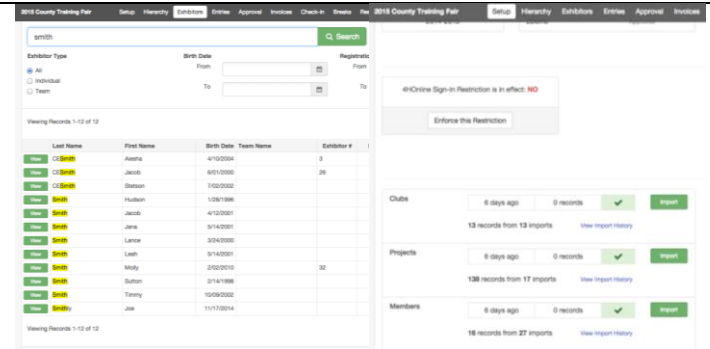 2015 County Training Fair Setup Hierarchy Exhibitors Entries Approval Invoices Check-in Breaks
smith
Search
Exhibitor Type Birth Date
All From From
Individual
Team To To
Viewing Records 1-12 of 12
Last Name First Name Birth Date Team Name Exhibitor #
View CESmith Aiesha 4/10/2004 3
View CESmith Jacob 6/01/2000 26
View CESmith Stetson 7/02/2002
View Smith Hudson 1/28/1998
View Smith Jacob 4/12/2001
View Smith Jana 5/14/2001
View Smith Lance 3/24/2000
View Smith Leah 5/14/2001
View Smith Molly 2/02/2010 32
View Smith Sutton 2/14/1998
View Smith Timmy 10/09/2002
View Smithy Joe 11/17/2014
Viewing Records 1-12 of 12
2015 County Training Fair Setup Hierarchy Exhibitors Entries Approval Invoices
4HOnline Sign-In Restriction is in effect: NO
Enforce this Restriction
Clubs 6 days ago 0 records Import
13 records from 13 imports View Import History
Projects 6 days ago 0 records Import
138 records from 17 imports View Import History
Members 6 days ago 0 records Import
16 records from 27 imports View Import History